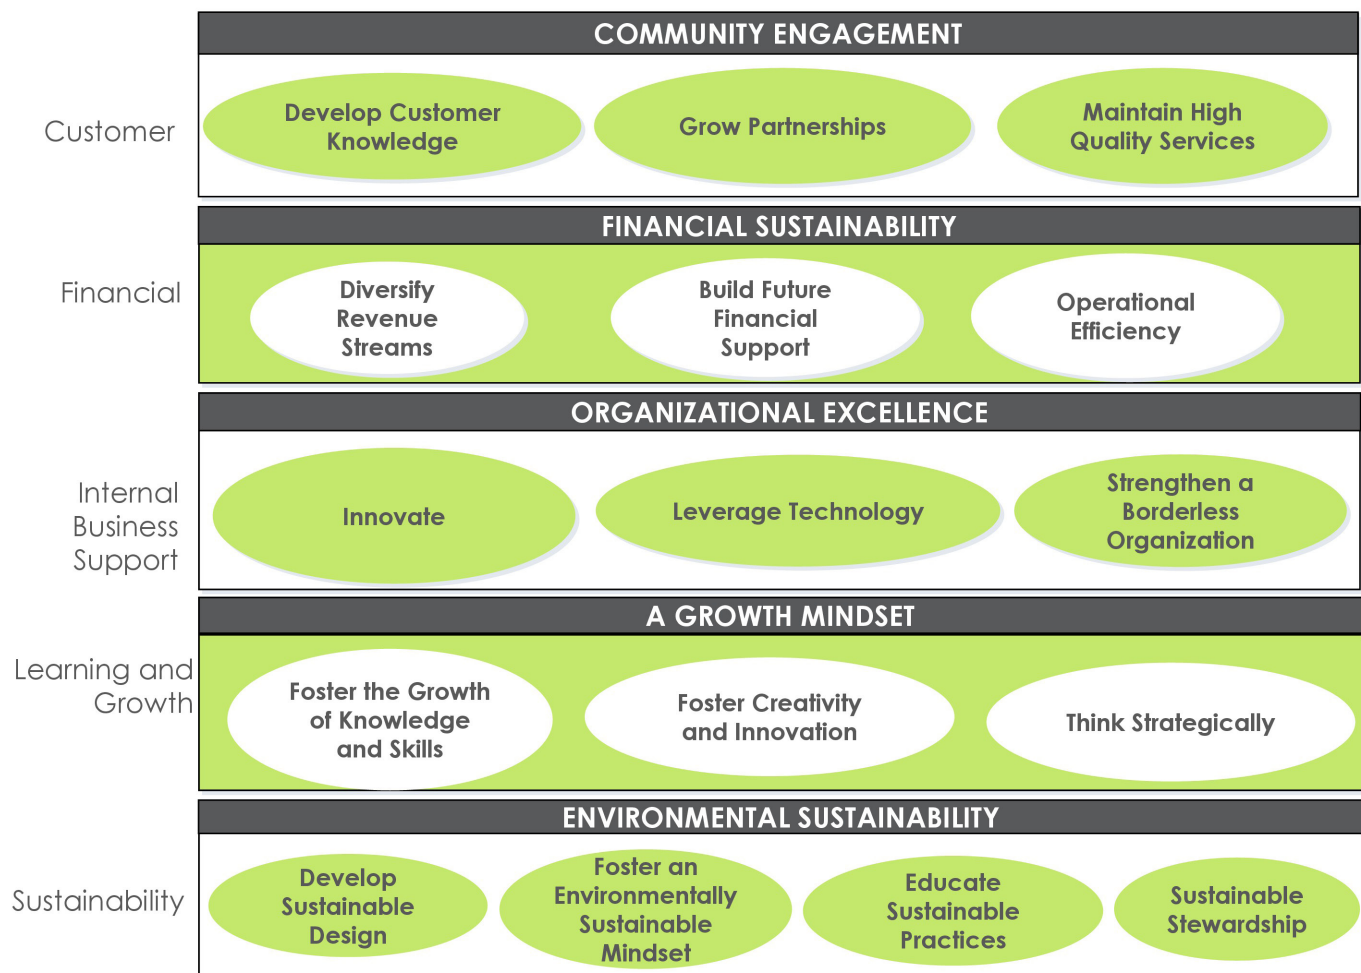 COMMUNITY ENGAGEMENT
Customer
Develop Customer
Knowledge
Grow Partnerships
Maintain High
Quality Services
FINANCIAL SUSTAINABILITY
Financial
Diversify
Revenue
Streams
Build Future
Financial
Support
Operational
Efficiency
ORGANIZATIONAL EXCELLENCE
Internal
Business
Support
Innovate
Leverage Technology
Strengthen a
Borderless
Organization
A GROWTH MINDSET
Learning and
Growth
Foster the Growth
of Knowledge
and Skills
Foster Creativity
and Innovation
Think Strategically
ENVIRONMENTAL SUSTAINABILITY
Sustainability
Develop
Sustainable
Design
Foster an
Environmentally
Sustainable
Mindset
Educate
Sustainable
Practices
Sustainable
Stewardship